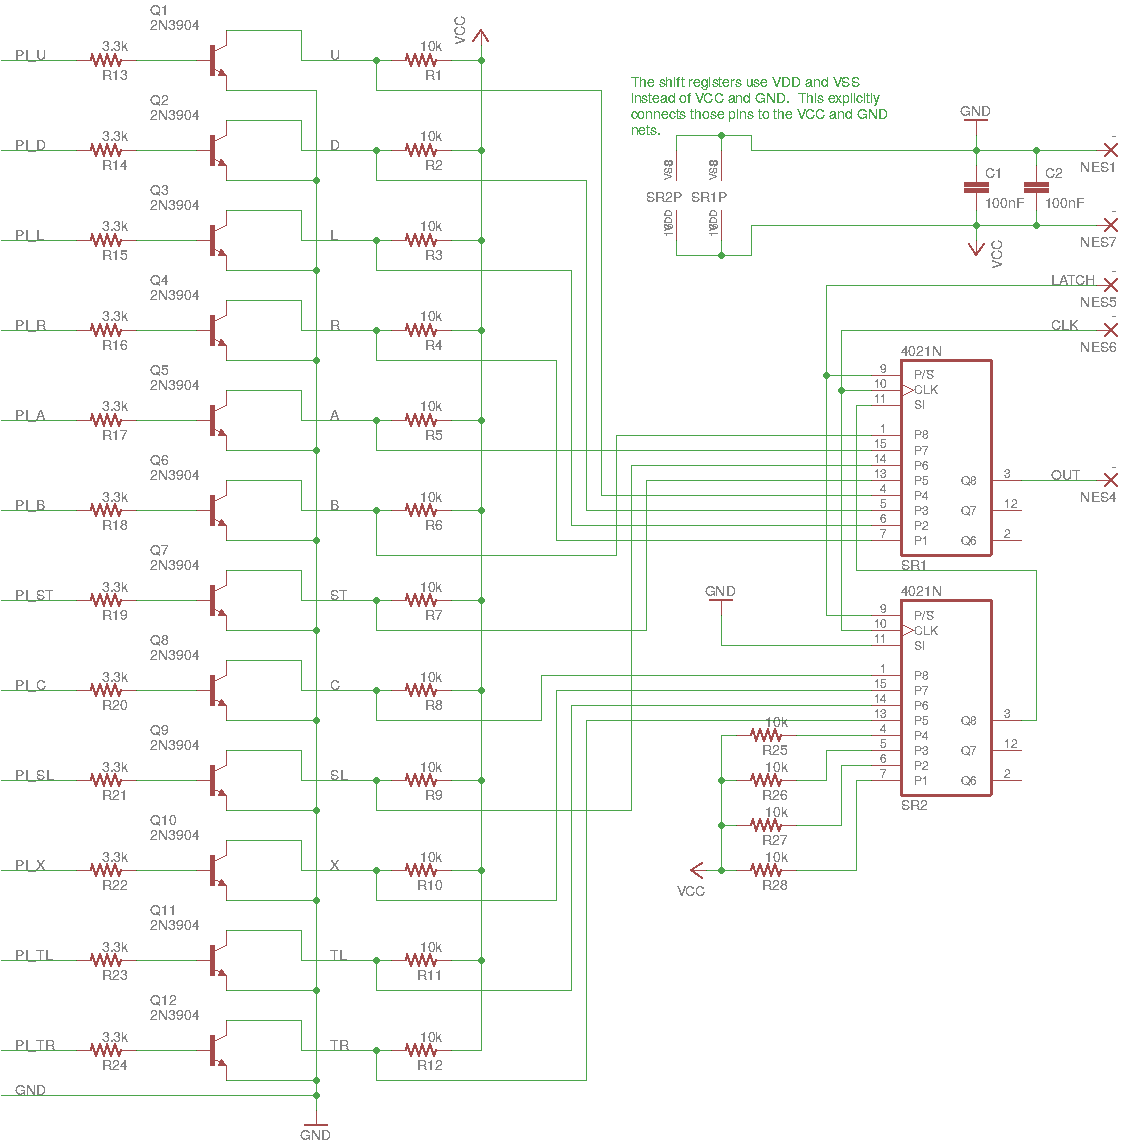 Q1
2N3904
PI_U
3.3k
R13
U
10k
R1
VCC
Q2
2N3904
PI_D
3.3k
R14
D
10k
R2
Q3
2N3904
PI_L
3.3k
R15
L
10k
R3
Q4
2N3904
PI_R
3.3k
R16
R
10k
R4
Q5
2N3904
PI_A
3.3k
R17
A
10k
R5
Q6
2N3904
PI_B
3.3k
R18
B
10k
R6
Q7
2N3904
PI_ST
3.3k
R19
ST
10k
R7
Q8
2N3904
PI_C
3.3k
R20
C
10k
R8
Q9
2N3904
PI_SL
3.3k
R21
SL
10k
R9
Q10
2N3904
PI_X
3.3k
R22
X
10k
R10
Q11
2N3904
PI_TL
3.3k
R23
TL
10k
R11
Q12
2N3904
PI_TR
3.3k
R24
TR
10k
R12
GND
GND
The shift registers use VDD and VSS
instead of VCC and GND. This explicitly
connects those pins to the VCC and GND
nets.
SR2P
SR1P
GND
C1
100nF
C2
100nF
VCC
NES1
NES7
LATCH
NES5
CLK
NES6
4021N
9 P/S
10 CLK
11 SI
1 P8
15 P7
14 P6
13 P5
4 P4
5 P3
6 P2
7 P1
Q8 3
Q7 12
Q6 2
SR1
OUT
NES4
GND
4021N
9 P/S
10 CLK
11 SI
1 P8
15 P7
14 P6
13 P5
4 P4
5 P3
6 P2
7 P1
Q8 3
Q7 12
Q6 2
SR2
10k
R25
10k
R26
10k
R27
10k
R28
VCC